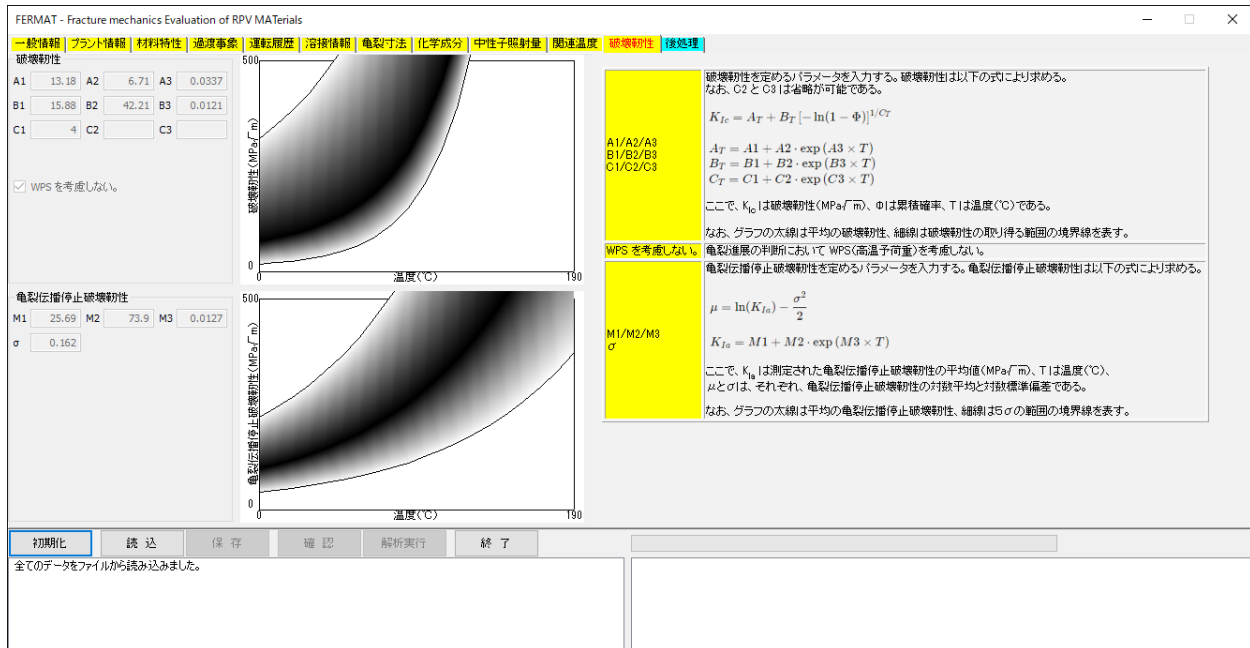 FERMAT - Fracture mechanics Evaluation of RPV MATerials
一般情報 プラント情報 材料特性 過渡事象 運転履歴 溶接情報 亀裂寸法 化学成分 中性子照射量 関連温度 破壊靭性 後処理
破壊靭性
A1 13.18 A2 6.71 A3 0.0337
B1 15.88 B2 42.21 B3 0.0121
C1 4 C2 C3
WPS を考慮しない。
500
破壊靭性(MPa√m)
0
0 温度(℃) 190
亀裂伝播停止破壊靭性
M1 25.69 M2 73.9 M3 0.0127
σ 0.162
500
亀裂伝播停止破壊靭性(MPa√m)
0
0 温度(℃) 190
A1/A2/A3
B1/B2/B3
C1/C2/C3
破壊靭性を定めるパラメータを入力する。破壊靭性は以下の式により求める。
なお、C2 と C3 は省略が可能である。
K_{Ic} = A_T + B_T [-ln(1 - Φ)]^{1/C_T}
A_T = A1 + A2 · exp (A3 × T)
B_T = B1 + B2 · exp (B3 × T)
C_T = C1 + C2 · exp (C3 × T)
ここで、K_{Ic} は破壊靭性(MPa√m)、Φは累積確率、T は温度(℃)である。
なお、グラフの太線は平均の破壊靭性、細線は破壊靭性の取り得る範囲の境界線を表す。
WPS を考慮しない。 亀裂進展の判断において WPS(高温予荷重)を考慮しない。
M1/M2/M3
σ
亀裂伝播停止破壊靭性を定めるパラメータを入力する。亀裂伝播停止破壊靭性は以下の式により求める。
μ = ln(K_{Ia}) - σ²/2
K_{Ia} = M1 + M2 · exp (M3 × T)
ここで、K_{Ia} は測定された亀裂伝播停止破壊靭性の平均値(MPa√m)、T は温度(℃)、
μとσは、それぞれ、亀裂伝播停止破壊靭性の対数平均と対数標準偏差である。
なお、グラフの太線は平均の亀裂伝播停止破壊靭性、細線は5σの範囲の境界線を表す。
初期化 読 込 保 存 確 認 解析実行 終 了
全てのデータをファイルから読み込みました。